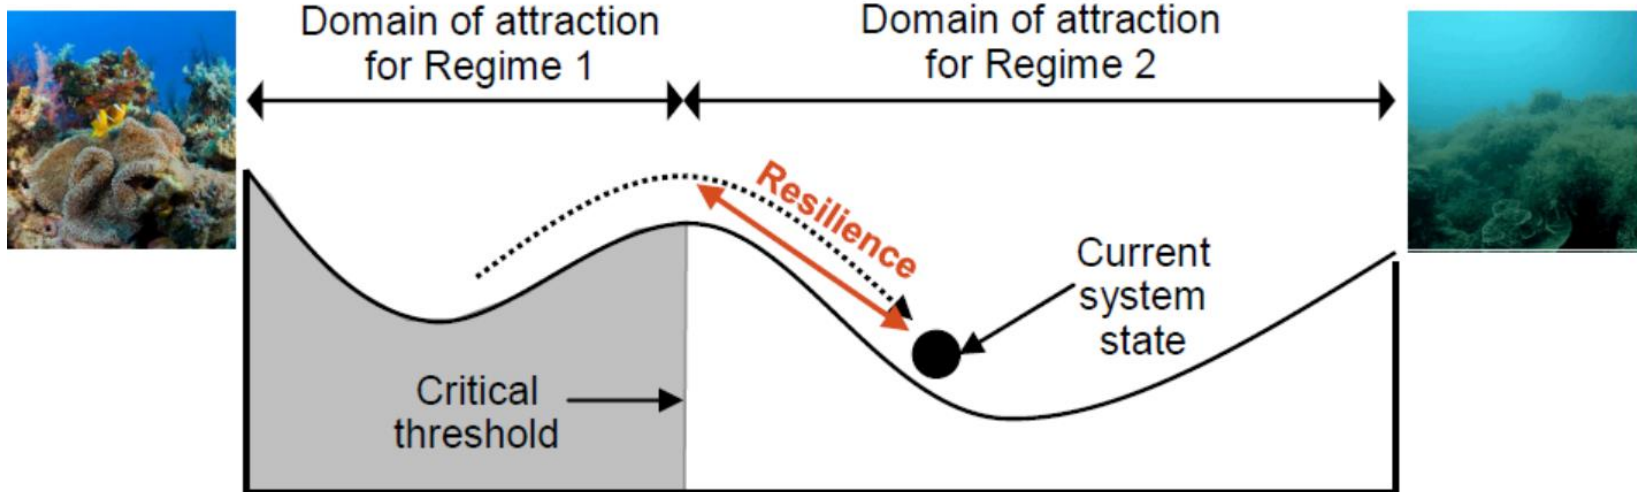 Domain of attraction
for Regime 1
Domain of attraction
for Regime 2
Resilience
Current
system
state
Critical
threshold